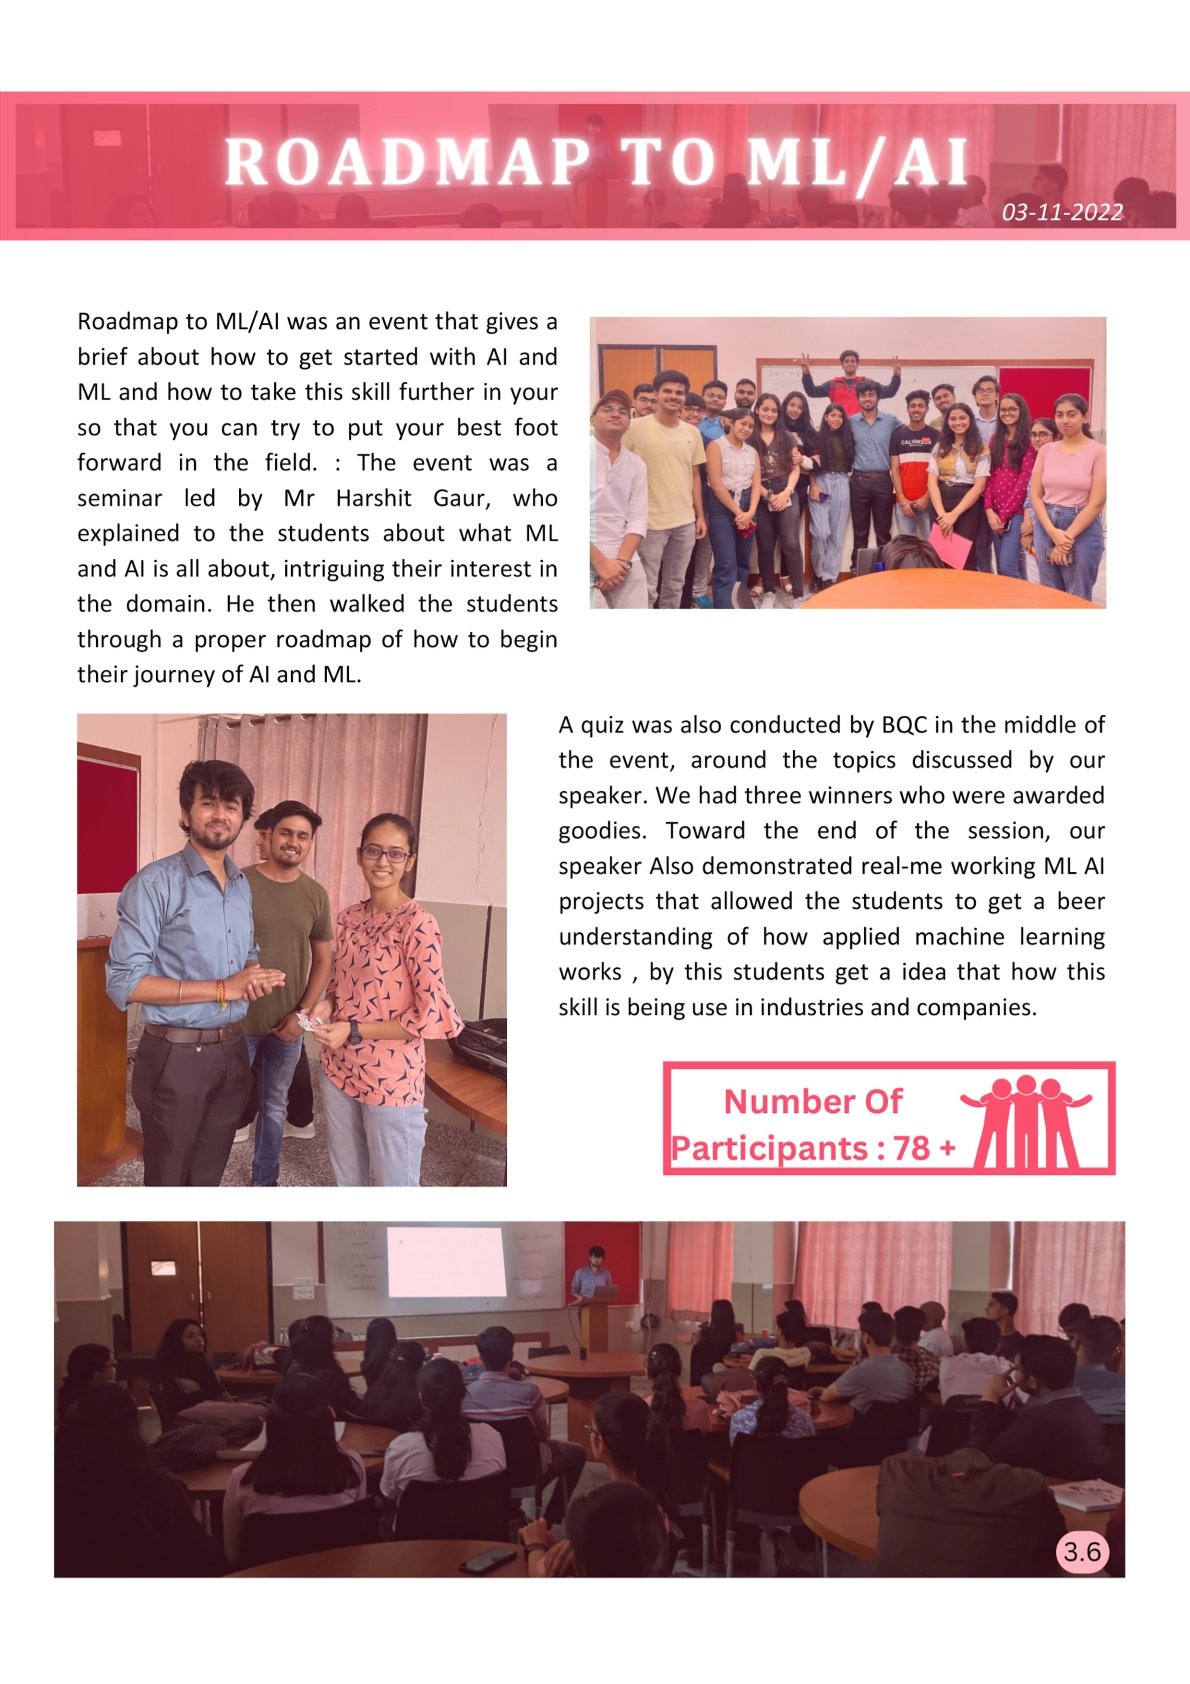 ROADMAP TO ML/AI
03-11-2022
Roadmap to ML/AI was an event that gives a
brief about how to get started with AI and
ML and how to take this skill further in your
so that you can try to put your best foot
forward in the field. : The event was a
seminar led by Mr Harshit Gaur, who
explained to the students about what ML
and AI is all about, intriguing their interest in
the domain. He then walked the students
through a proper roadmap of how to begin
their journey of AI and ML.
A quiz was also conducted by BQC in the middle of
the event, around the topics discussed by our
speaker. We had three winners who were awarded
goodies. Toward the end of the session, our
speaker Also demonstrated real-me working ML AI
projects that allowed the students to get a beer
understanding of how applied machine learning
works , by this students get a idea that how this
skill is being use in industries and companies.
Number Of
Participants : 78 +
3.6